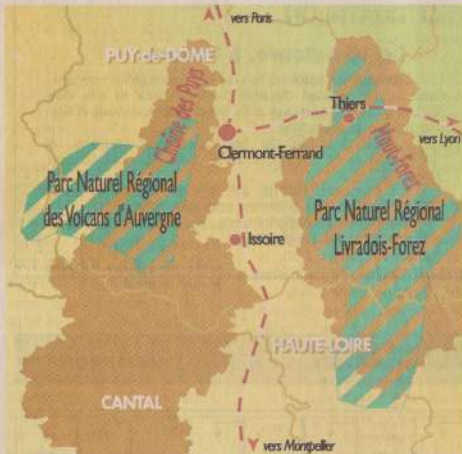 vers Paris
PUY-de-DÔME
Chaîne des Puys
Thiers
vers Lyon
Clermont-Ferrand
Haut-Forez
Parc Naturel Régional
des Volcans d'Auvergne
Parc Naturel Régional
Livradois-Forez
Issoire
HAUTE-LOIRE
CANTAL
vers Montpellier